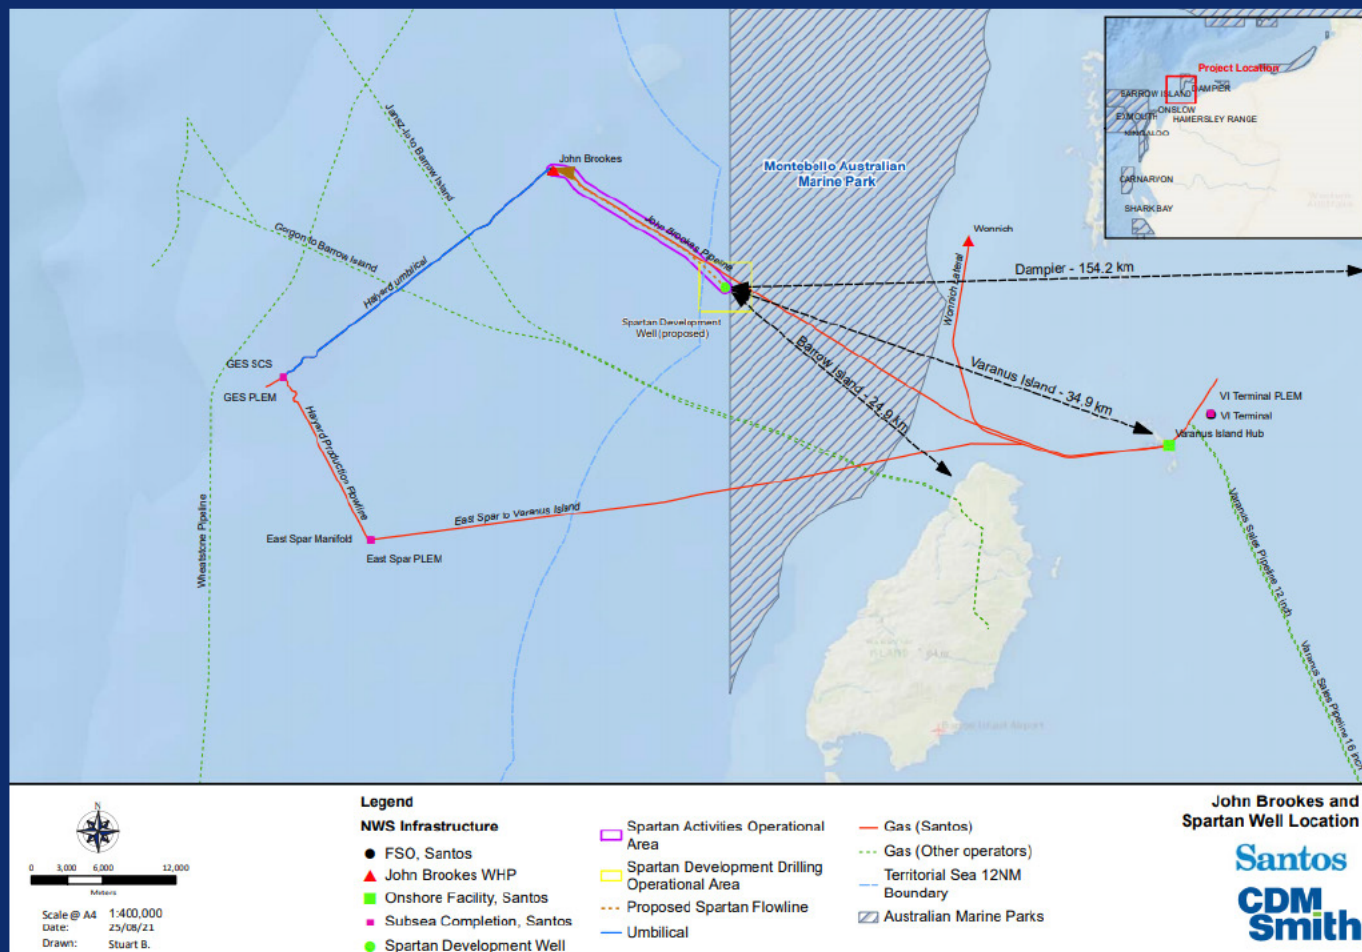 Project Location
BARROW ISLAND
DAMPIER
ONSLOW
EXMOUTH
HAMERSLEY RANGE
NINGALOO
CARNARVON
SHARK BAY
Montebello Australian
Marine Park
John Brookes
Jansz-Io to Barrow Island
John Brookes Pipeline
Wonnich
Wonnich Lateral
Gorgon to Barrow Island
Halyard umbilical
Dampier - 154.2 km
Spartan Development
Well (proposed)
Barrow Island - 24.9 km
Varanus Island - 34.9 km
GES SCS
GES PLEM
VI Terminal PLEM
VI Terminal
Varanus Island Hub
Halyard Production Flowline
East Spar to Varanus Island
East Spar Manifold
East Spar PLEM
Wheatstone Pipeline
Varanus Sales Pipeline 12 inch
Varanus Sales Pipeline 16 inch
ISLAND
Barrow Island Airport
N
0 3,000 6,000 12,000
Meters
Scale @ A4 1:400,000
Date: 25/08/21
Drawn: Stuart B.
Legend
NWS Infrastructure
FSO, Santos
John Brookes WHP
Onshore Facility, Santos
Subsea Completion, Santos
Spartan Development Well
Spartan Activities Operational
Area
Spartan Development Drilling
Operational Area
Proposed Spartan Flowline
Umbilical
Gas (Santos)
Gas (Other operators)
Territorial Sea 12NM
Boundary
Australian Marine Parks
John Brookes and
Spartan Well Location
Santos
CDM
Smith